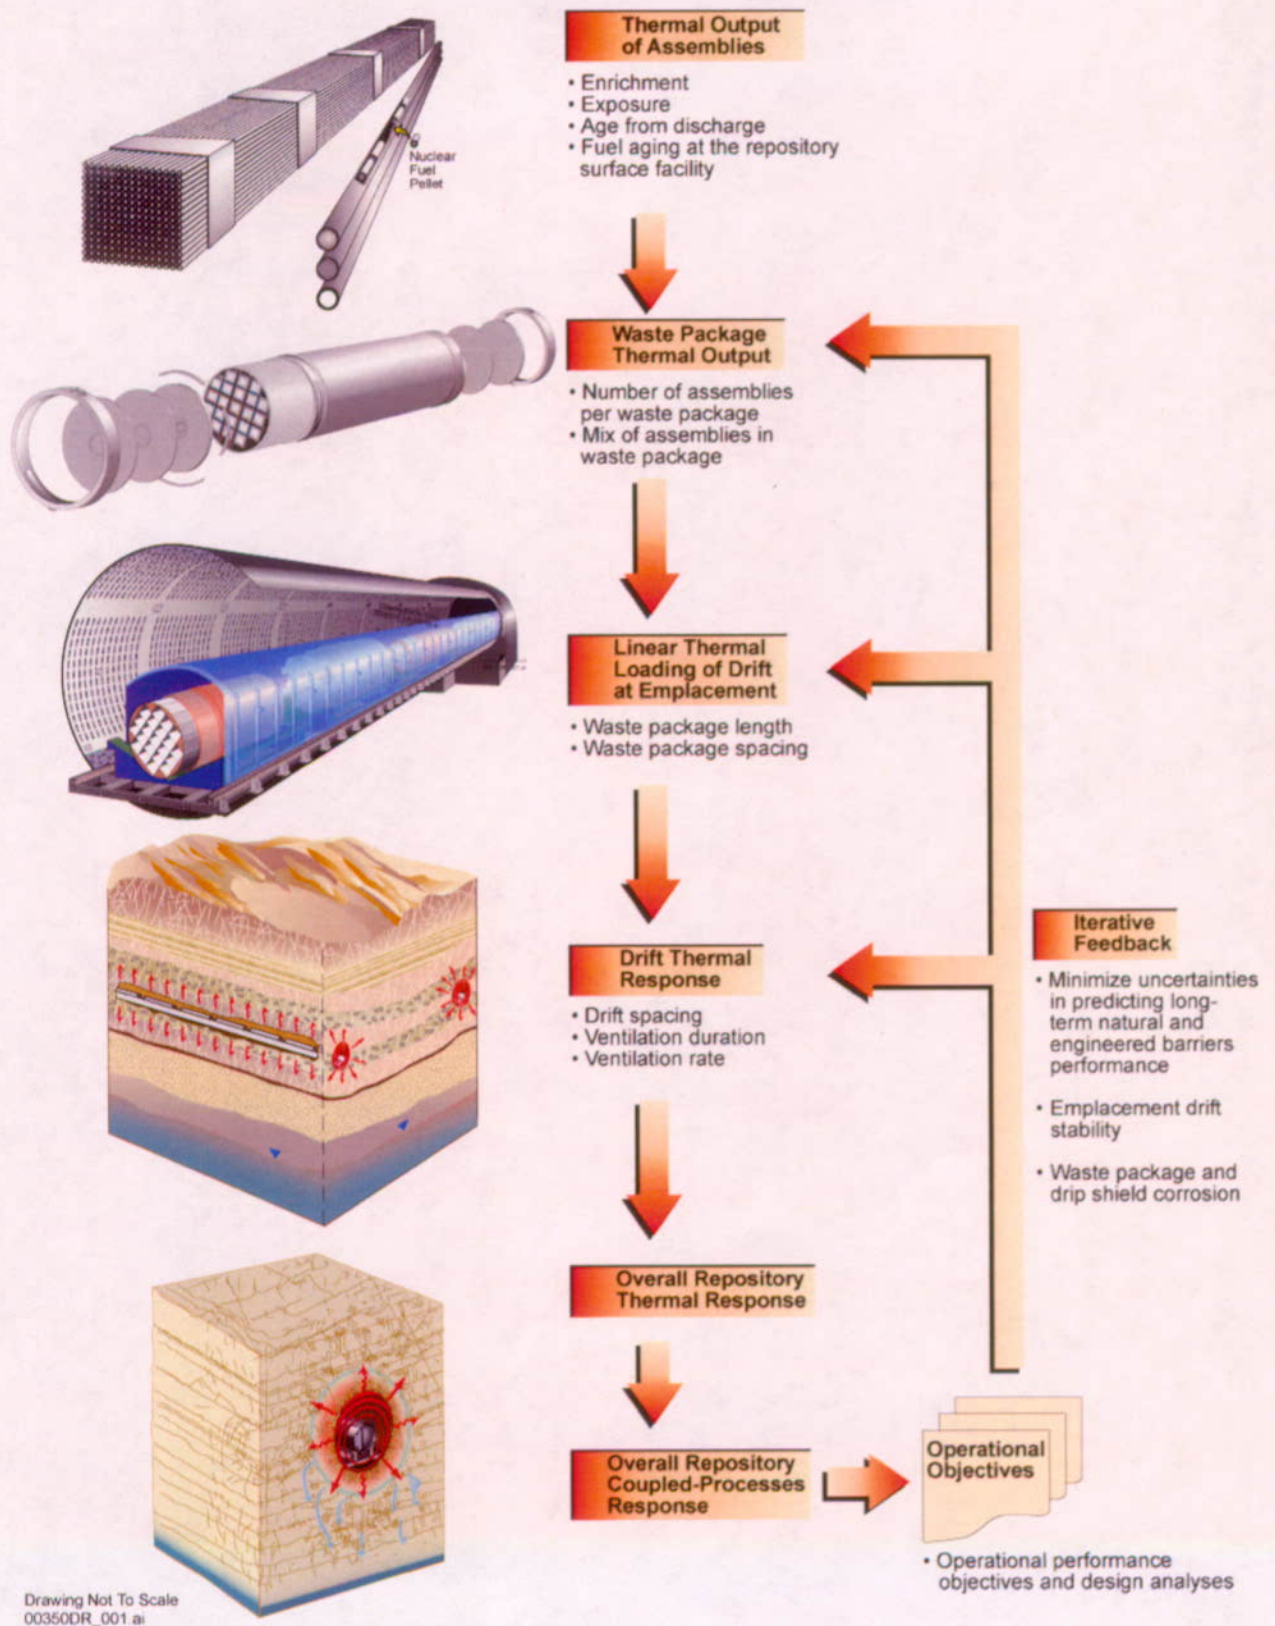 Thermal Output
of Assemblies
• Enrichment
• Exposure
• Age from discharge
• Fuel aging at the repository
surface facility
Nuclear
Fuel
Pellet
Waste Package
Thermal Output
• Number of assemblies
per waste package
• Mix of assemblies in
waste package
Linear Thermal
Loading of Drift
at Emplacement
• Waste package length
• Waste package spacing
Drift Thermal
Response
• Drift spacing
• Ventilation duration
• Ventilation rate
Iterative
Feedback
• Minimize uncertainties
in predicting long-
term natural and
engineered barriers
performance
• Emplacement drift
stability
• Waste package and
drip shield corrosion
Overall Repository
Thermal Response
Overall Repository
Coupled-Processes
Response
Operational
Objectives
• Operational performance
objectives and design analyses
Drawing Not To Scale
00350DR_001.ai